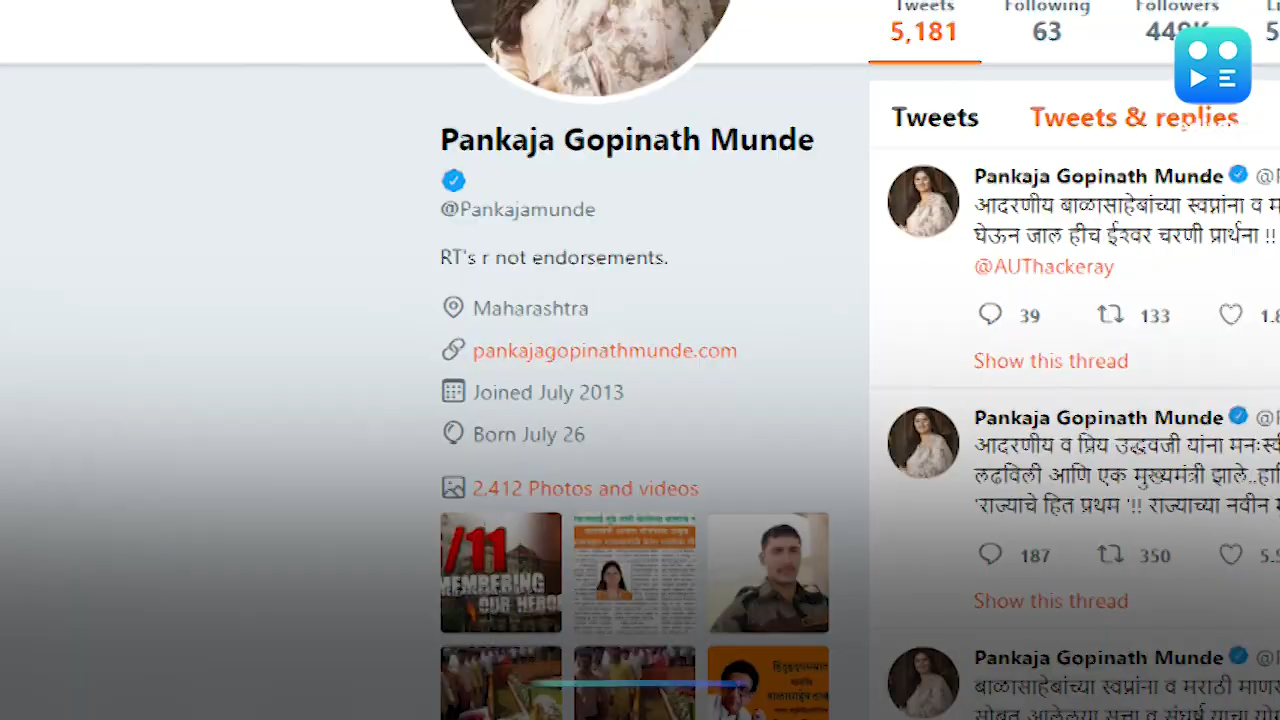 Tweets Following Followers
5,181 63 449K
Pankaja Gopinath Munde
@Pankajamunde
RT's r not endorsements.
Maharashtra
pankajagopinathmunde.com
Joined July 2013
Born July 26
2,412 Photos and videos
/11
OUR
Tweets Tweets & replies
Pankaja Gopinath Munde
आदरणीय बाळासाहेबांच्या स्वप्नांना व
घेऊन जाल हीच ईश्वर चरणी प्रार्थना !!
@AUThackeray
39 133
Show this thread
Pankaja Gopinath Munde
आदरणीय व प्रिय उद्धवजी यांना
लढविली आणि एक मुख्यमंत्री झाले..
'राज्याचे हित प्रथम '!! राज्याच्या नवीन
187 350
Show this thread
Pankaja Gopinath Munde
बाळासाहेबांच्या स्वप्नांना व मराठी